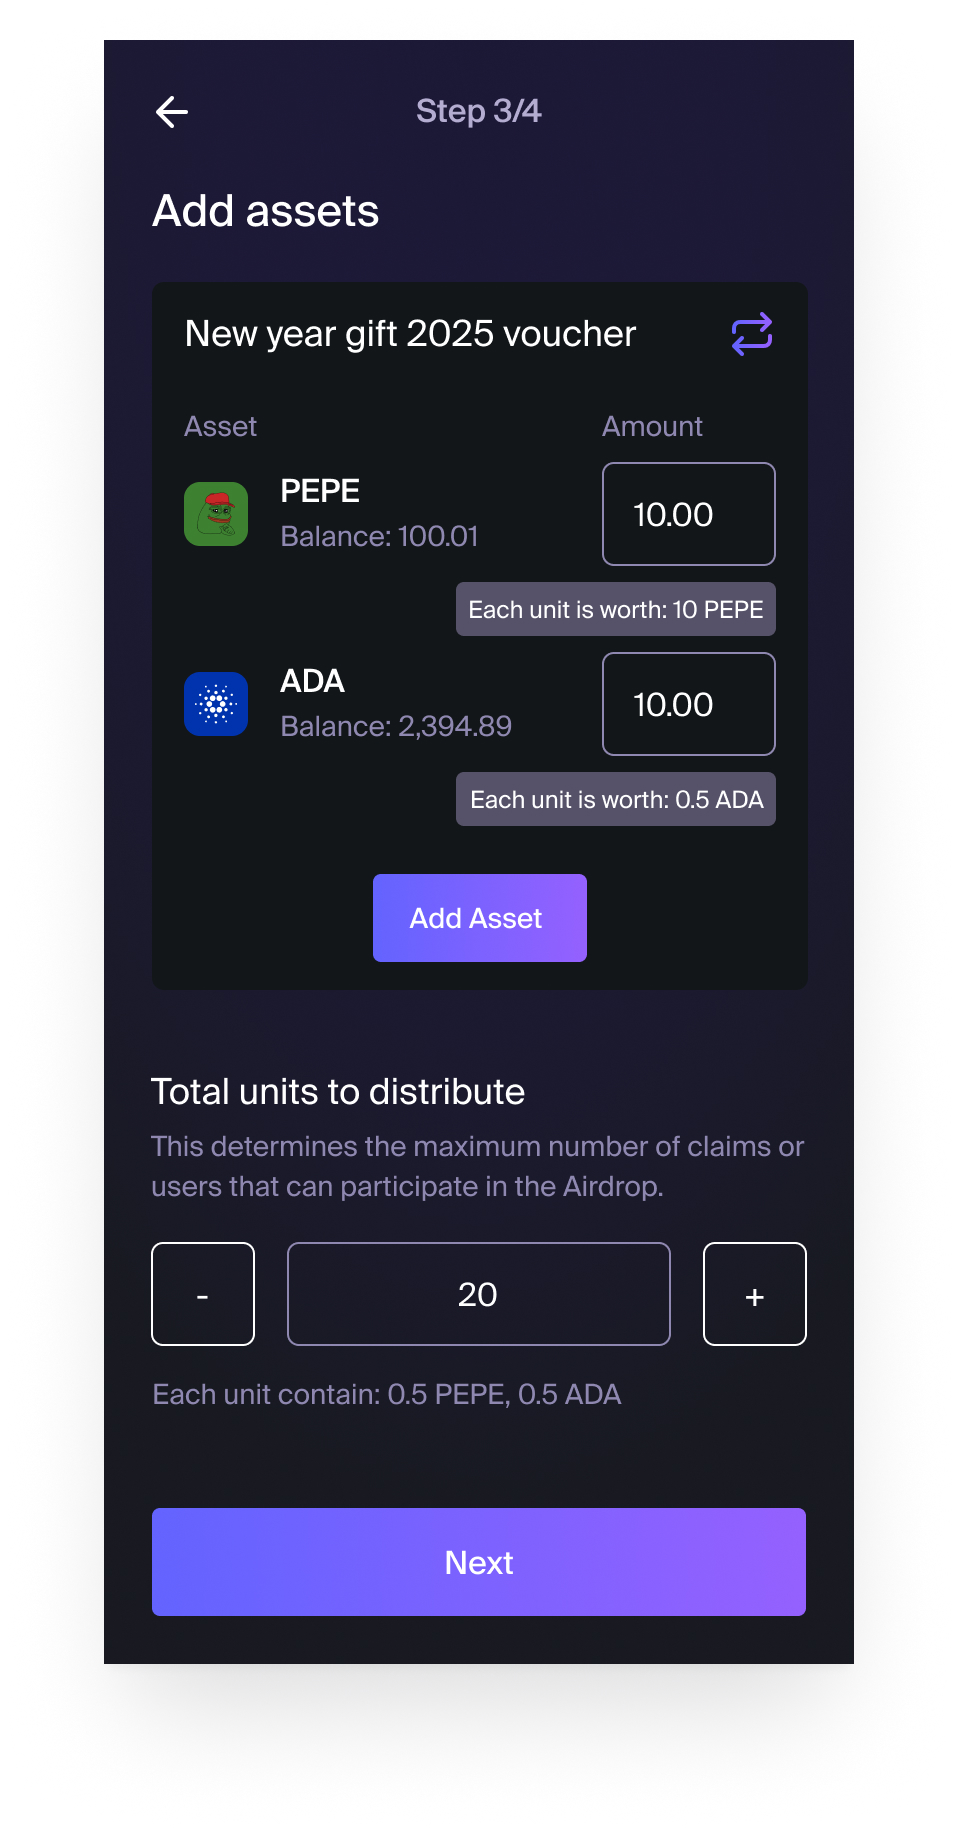 Step 3/4
Add assets
New year gift 2025 voucher
Asset Amount
PEPE
Balance: 100.01
10.00
Each unit is worth: 10 PEPE
ADA
Balance: 2,394.89
10.00
Each unit is worth: 0.5 ADA
Add Asset
Total units to distribute
This determines the maximum number of claims or
users that can participate in the Airdrop.
- 20 +
Each unit contain: 0.5 PEPE, 0.5 ADA
Next